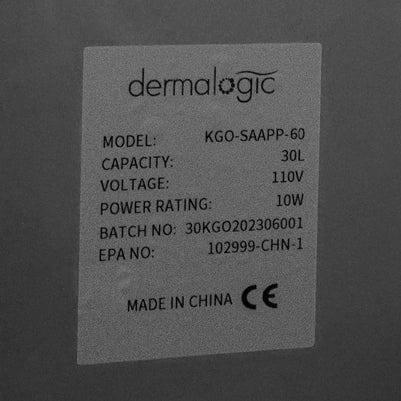 dermalogic
MODEL: KGO-SAAPP-60
CAPACITY: 30L
VOLTAGE: 110V
POWER RATING: 10W
BATCH NO: 30KGO202306001
EPA NO: 102999-CHN-1
MADE IN CHINA CE